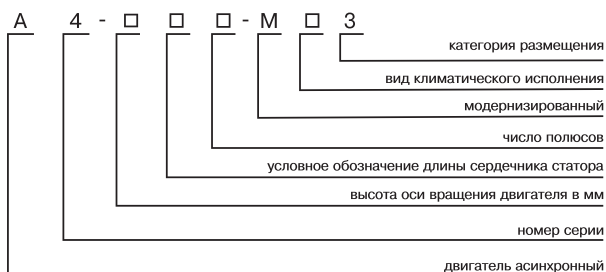 А 4 - □ □ □ - М □ 3
категория размещения
вид климатического исполнения
модернизированный
число полюсов
условное обозначение длины сердечника статора
высота оси вращения двигателя в мм
номер серии
двигатель асинхронный